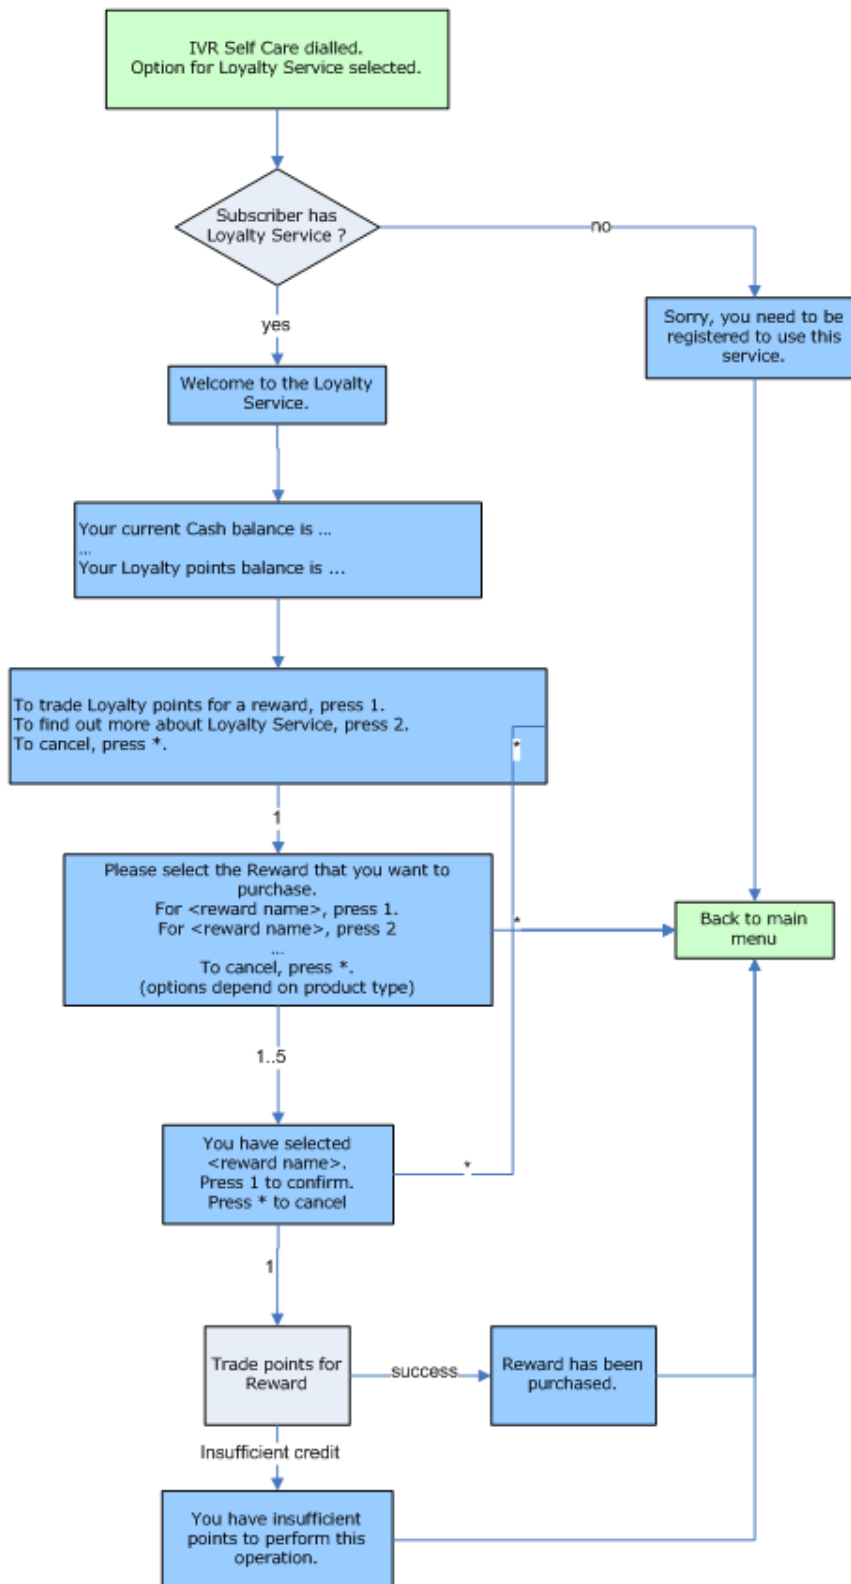 IVR Self Care dialled.
Option for Loyalty Service selected.
Subscriber has
Loyalty Service ?
no
yes
Sorry, you need to be
registered to use this
service.
Welcome to the Loyalty
Service.
Your current Cash balance is ...
...
Your Loyalty points balance is ...
To trade Loyalty points for a reward, press 1.
To find out more about Loyalty Service, press 2.
To cancel, press *.
*
1
Please select the Reward that you want to
purchase.
For <reward name>, press 1.
For <reward name>, press 2
...
To cancel, press *.
(options depend on product type)
*
Back to main
menu
1..5
You have selected
<reward name>.
Press 1 to confirm.
Press * to cancel
*
1
Trade points for
Reward
success
Reward has been
purchased.
Insufficient credit
You have insufficient
points to perform this
operation.